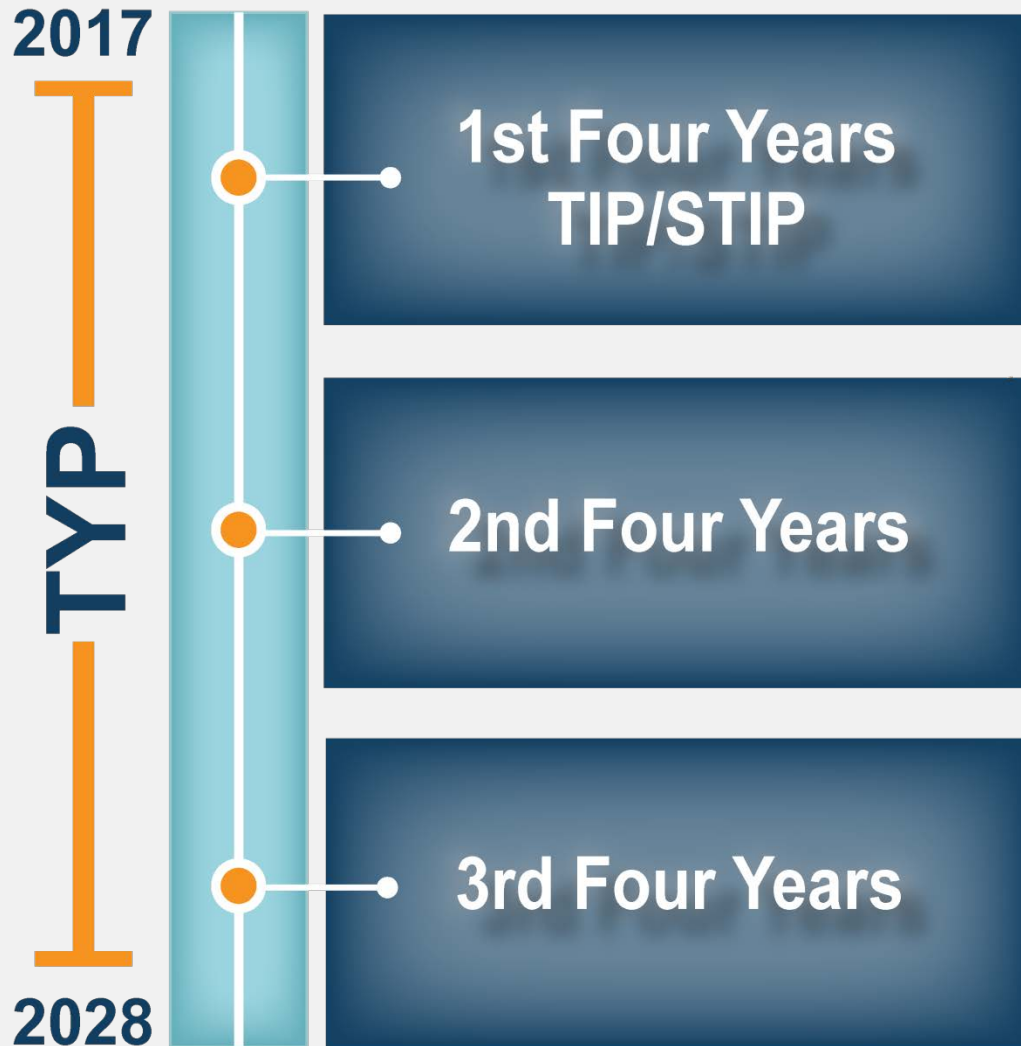 2017
1st Four Years
TIP/STIP
TYP
2nd Four Years
3rd Four Years
2028